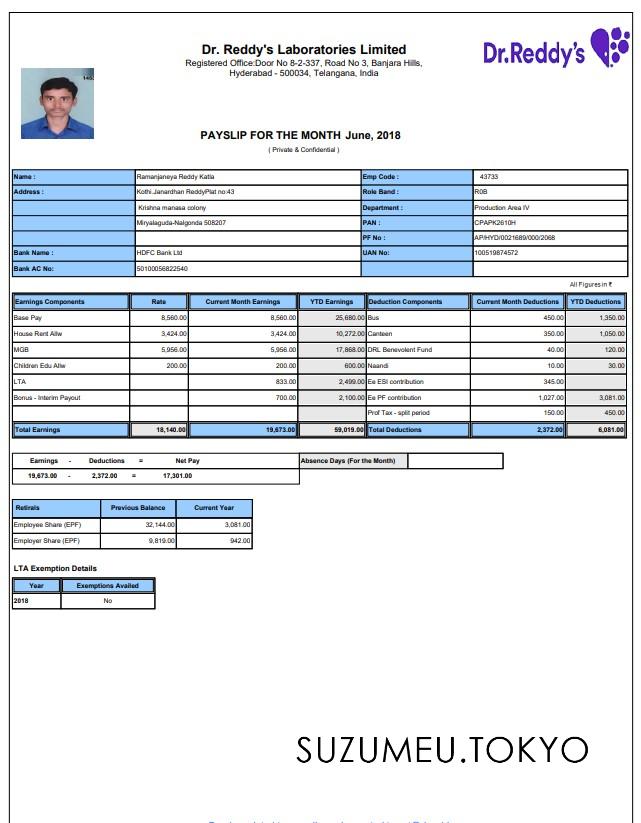 Dr. Reddy's Laboratories Limited
Registered Office:Door No 8-2-337, Road No 3, Banjara Hills,
Hyderabad - 500034, Telangana, India
Dr.Reddy's
PAYSLIP FOR THE MONTH June, 2018
( Private & Confidential )
Name : Ramanjaneya Reddy Katla Emp Code : 43733
Address : Kothi.Janardhan ReddyPlat no:43 Role Band : R0B
Krishna manasa colony Department : Production Area IV
Miryalaguda-Nalgonda 508207 PAN : CPAPK2610H
PF No : AP/HYD/0021689/000/2068
Bank Name : HDFC Bank Ltd UAN No: 100519874572
Bank AC No: 50100056822540
All Figures in ₹
Earnings Components Rate Current Month Earnings YTD Earnings Deduction Components Current Month Deductions YTD Deductions
Base Pay 8,560.00 8,560.00 25,680.00 Bus 450.00 1,350.00
House Rent Allw 3,424.00 3,424.00 10,272.00 Canteen 350.00 1,050.00
MGB 5,956.00 5,956.00 17,868.00 DRL Benevolent Fund 40.00 120.00
Children Edu Allw 200.00 200.00 600.00 Naandi 10.00 30.00
LTA 833.00 2,499.00 Ee ESI contribution 345.00
Bonus - Interim Payout 700.00 2,100.00 Ee PF contribution 1,027.00 3,081.00
Prof Tax - split period 150.00 450.00
Total Earnings 18,140.00 19,673.00 59,019.00 Total Deductions 2,372.00 6,081.00
Earnings - Deductions = Net Pay Absence Days (For the Month)
19,673.00 - 2,372.00 = 17,301.00
Retirals Previous Balance Current Year
Employee Share (EPF) 32,144.00 3,081.00
Employer Share (EPF) 9,819.00 942.00
LTA Exemption Details
Year Exemptions Availed
2018 No
SUZUMEU.TOKYO